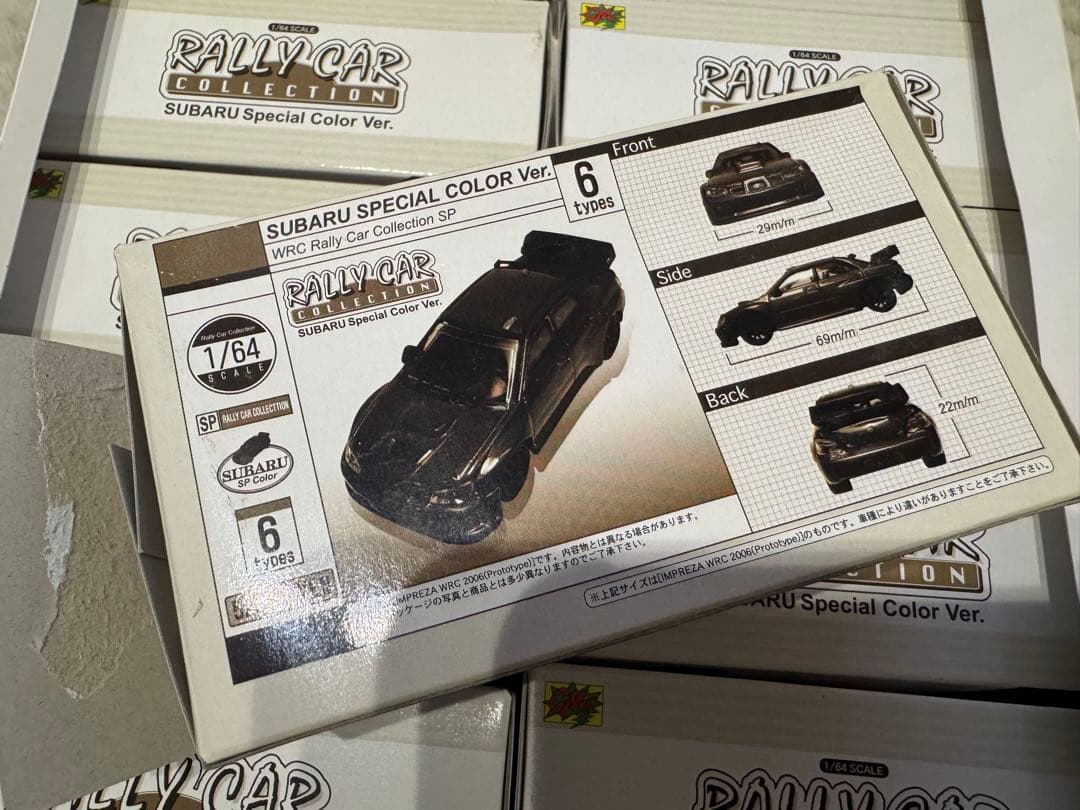 1/64 SCALE
RALLY CAR
COLLECTION
SUBARU Special Color Ver.
1/64 SCALE
RALLY CAR
SUBARU SPECIAL COLOR Ver.
WRC Rally Car Collection SP
6
types
RALLY CAR
COLLECTION
SUBARU Special Color Ver.
Rally Car Collection
1/64
SCALE
SP RALLY CAR COLLECTTION
SUBARU
SP Color
6
types
Front
29m/m
Side
69m/m
Back
22m/m
IMPREZA WRC 2006(Prototype)]です。内容物とは異なる場合があります。
ッケージの写真と商品とは多少異なりますのでご了承下さい。
※上記サイズは[IMPREZA WRC 2006(Prototype)]のものです。車種により違いがありますことをご了承下さい。
TION
ARU Special Color Ver.
LLY CAR
1/64 SCALE
RALLY CAR